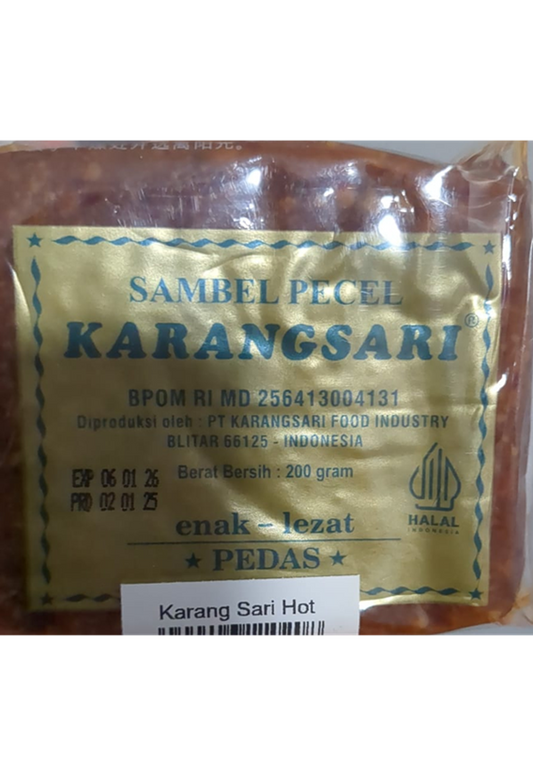 SAMBEL PECEL
KARANGSARI®
BPOM RI MD 256413004131
Diproduksi oleh : PT KARANGSARI FOOD INDUSTRY
BLITAR 66125 - INDONESIA
Berat Bersih : 200 gram
EXP 06 01 26
PRD 02 01 25
HALAL
INDONESIA
enak – lezat
★ PEDAS ★
Karang Sari Hot